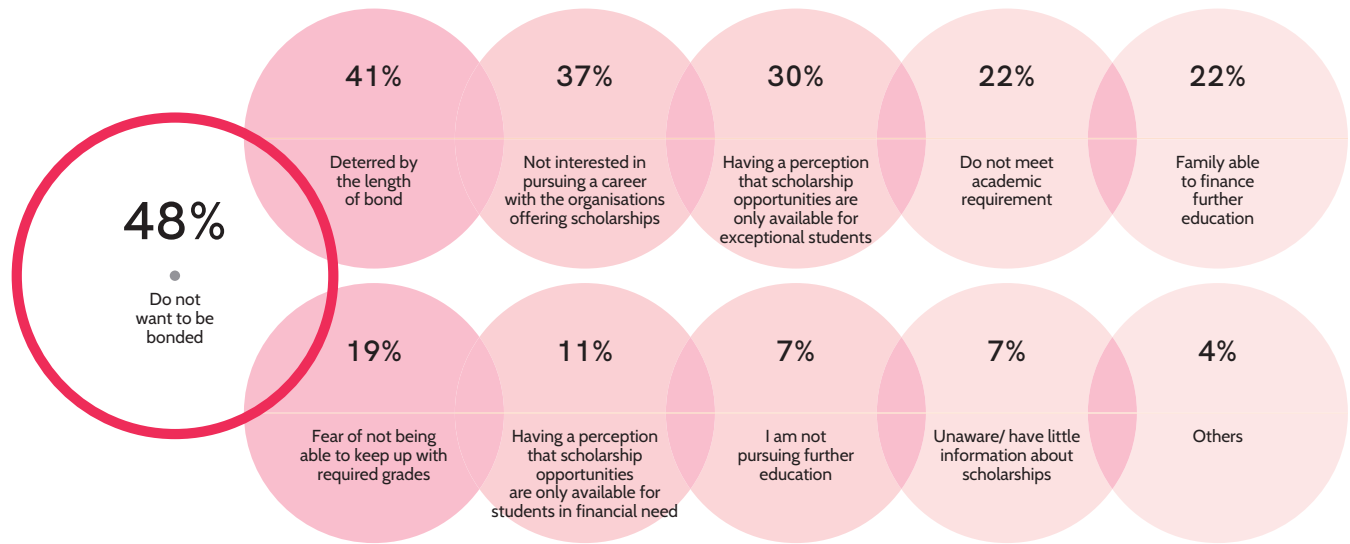 48%
Do not
want to be
bonded
41%
Deterred by
the length
of bond
37%
Not interested in
pursuing a career
with the organisations
offering scholarships
30%
Having a perception
that scholarship
opportunities are
only available for
exceptional students
22%
Do not meet
academic
requirement
22%
Family able
to finance
further
education
19%
Fear of not being
able to keep up with
required grades
11%
Having a perception
that scholarship
opportunities
are only available for
students in financial need
7%
I am not
pursuing further
education
7%
Unaware/ have little
information about
scholarships
4%
Others